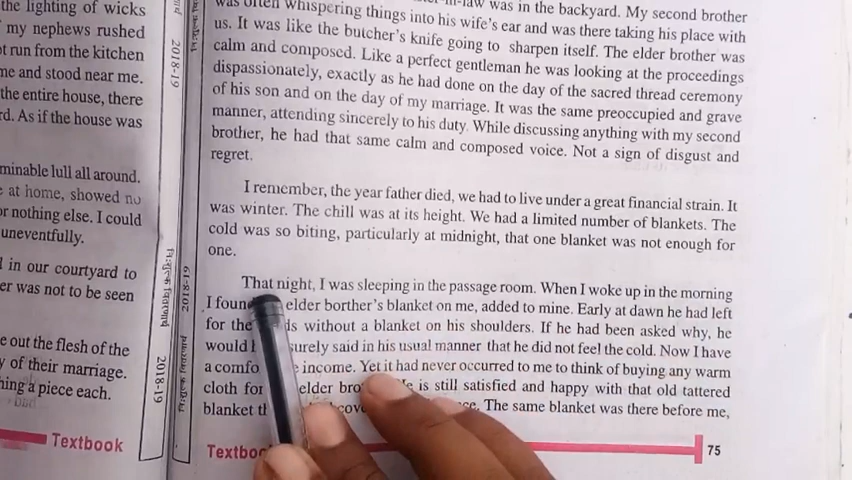 the lighting of wicks
my nephews rushed
run from the kitchen
me and stood near me.
the entire house, there
As if the house was
minable lull all around.
at home, showed no
or nothing else. I could
uneventfully.
in our courtyard to
er was not to be seen
e out the flesh of the
of their marriage.
hing a piece each.
Textbook
2018-19
2018-19
2018-19
was in the backyard. My second brother
was often whispering things into his wife's ear and was there taking his place with
us. It was like the butcher's knife going to sharpen itself. The elder brother was
calm and composed. Like a perfect gentleman he was looking at the proceedings
dispassionately, exactly as he had done on the day of the sacred thread ceremony
of his son and on the day of my marriage. It was the same preoccupied and grave
manner, attending sincerely to his duty. While discussing anything with my second
brother, he had that same calm and composed voice. Not a sign of disgust and
regret.
I remember, the year father died, we had to live under a great financial strain. It
was winter. The chill was at its height. We had a limited number of blankets. The
cold was so biting, particularly at midnight, that one blanket was not enough for
one.
That night, I was sleeping in the passage room. When I woke up in the morning
I foun elder borther's blanket on me, added to mine. Early at dawn he had left
for the ds without a blanket on his shoulders. If he had been asked why, he
would surely said in his usual manner that he did not feel the cold. Now I have
a comfo e income. Yet it had never occurred to me to think of buying any warm
cloth for elder bro is still satisfied and happy with that old tattered
blanket The same blanket was there before me,
Textboo
75